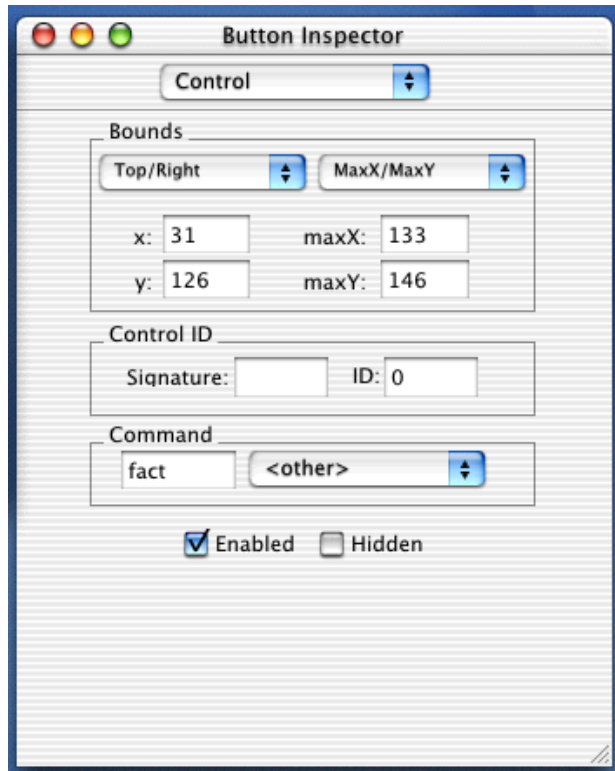 Button Inspector
Control
Bounds
Top/Right MaxX/MaxY
x: 31 maxX: 133
y: 126 maxY: 146
Control ID
Signature: ID: 0
Command
fact <other>
Enabled Hidden